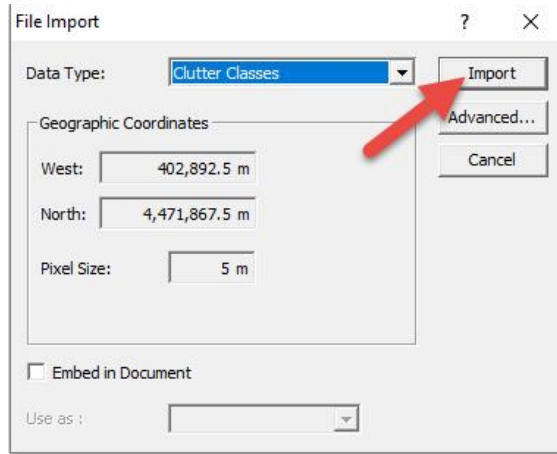 File Import ? X
Data Type: Clutter Classes Import
Geographic Coordinates Advanced...
West: 402,892.5 m Cancel
North: 4,471,867.5 m
Pixel Size: 5 m
Embed in Document
Use as :